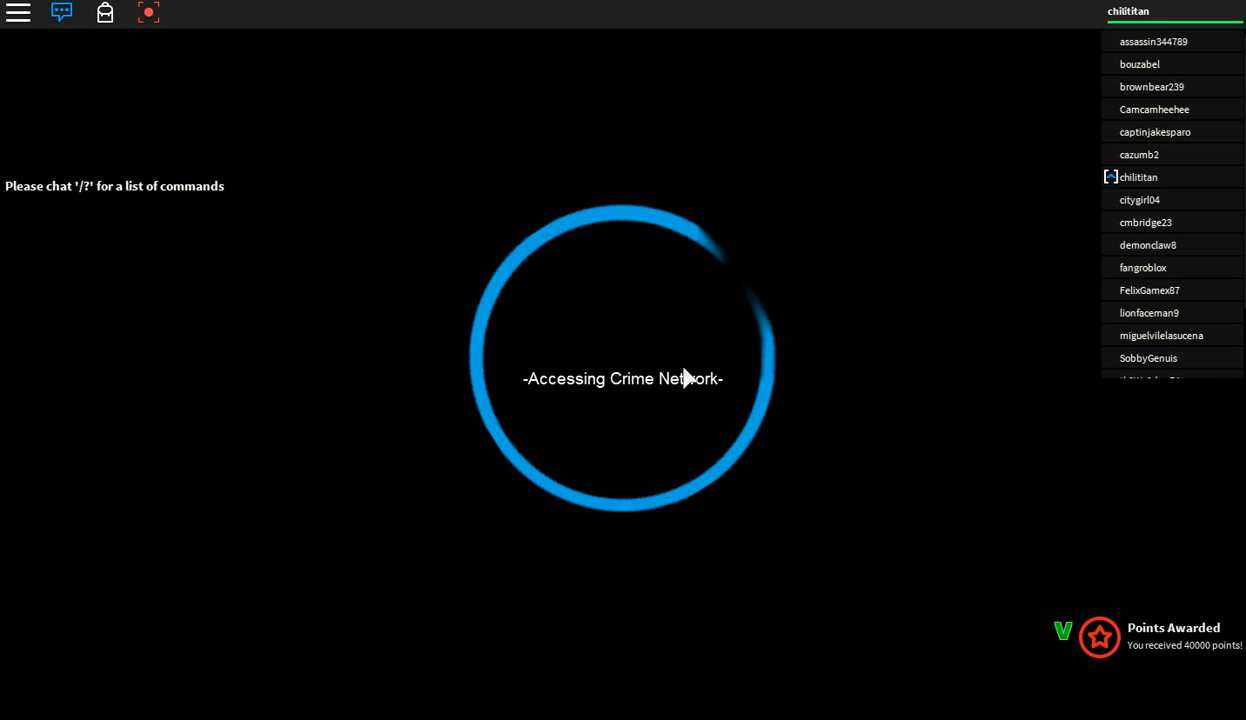 chilititan
assassin344789
bouzabel
brownbear239
Camcamheehee
captinjakesparo
cazumb2
chilititan
citygirl04
cmbridge23
demonclaw8
fangroblox
FelixGamex87
lionfaceman9
miguelvilelasucena
SobbyGenuis
Please chat '/?' for a list of commands
-Accessing Crime Network-
V
Points Awarded
You received 40000 points!